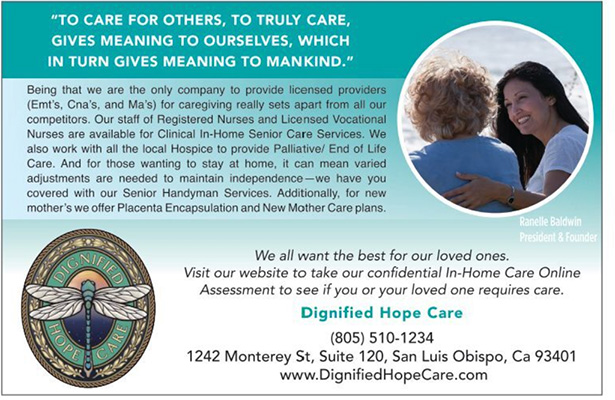 "TO CARE FOR OTHERS, TO TRULY CARE,
GIVES MEANING TO OURSELVES, WHICH
IN TURN GIVES MEANING TO MANKIND."
Being that we are the only company to provide licensed providers
(Emt's, Cna's, and Ma's) for caregiving really sets apart from all our
competitors. Our staff of Registered Nurses and Licensed Vocational
Nurses are available for Clinical In-Home Senior Care Services. We
also work with all the local Hospice to provide Palliative/ End of Life
Care. And for those wanting to stay at home, it can mean varied
adjustments are needed to maintain independence—we have you
covered with our Senior Handyman Services. Additionally, for new
mother's we offer Placenta Encapsulation and New Mother Care plans.
Ranelle Baldwin
President & Founder
DIGNIFIED
HOPE CARE
We all want the best for our loved ones.
Visit our website to take our confidential In-Home Care Online
Assessment to see if you or your loved one requires care.
Dignified Hope Care
(805) 510-1234
1242 Monterey St, Suite 120, San Luis Obispo, Ca 93401
www.DignifiedHopeCare.com